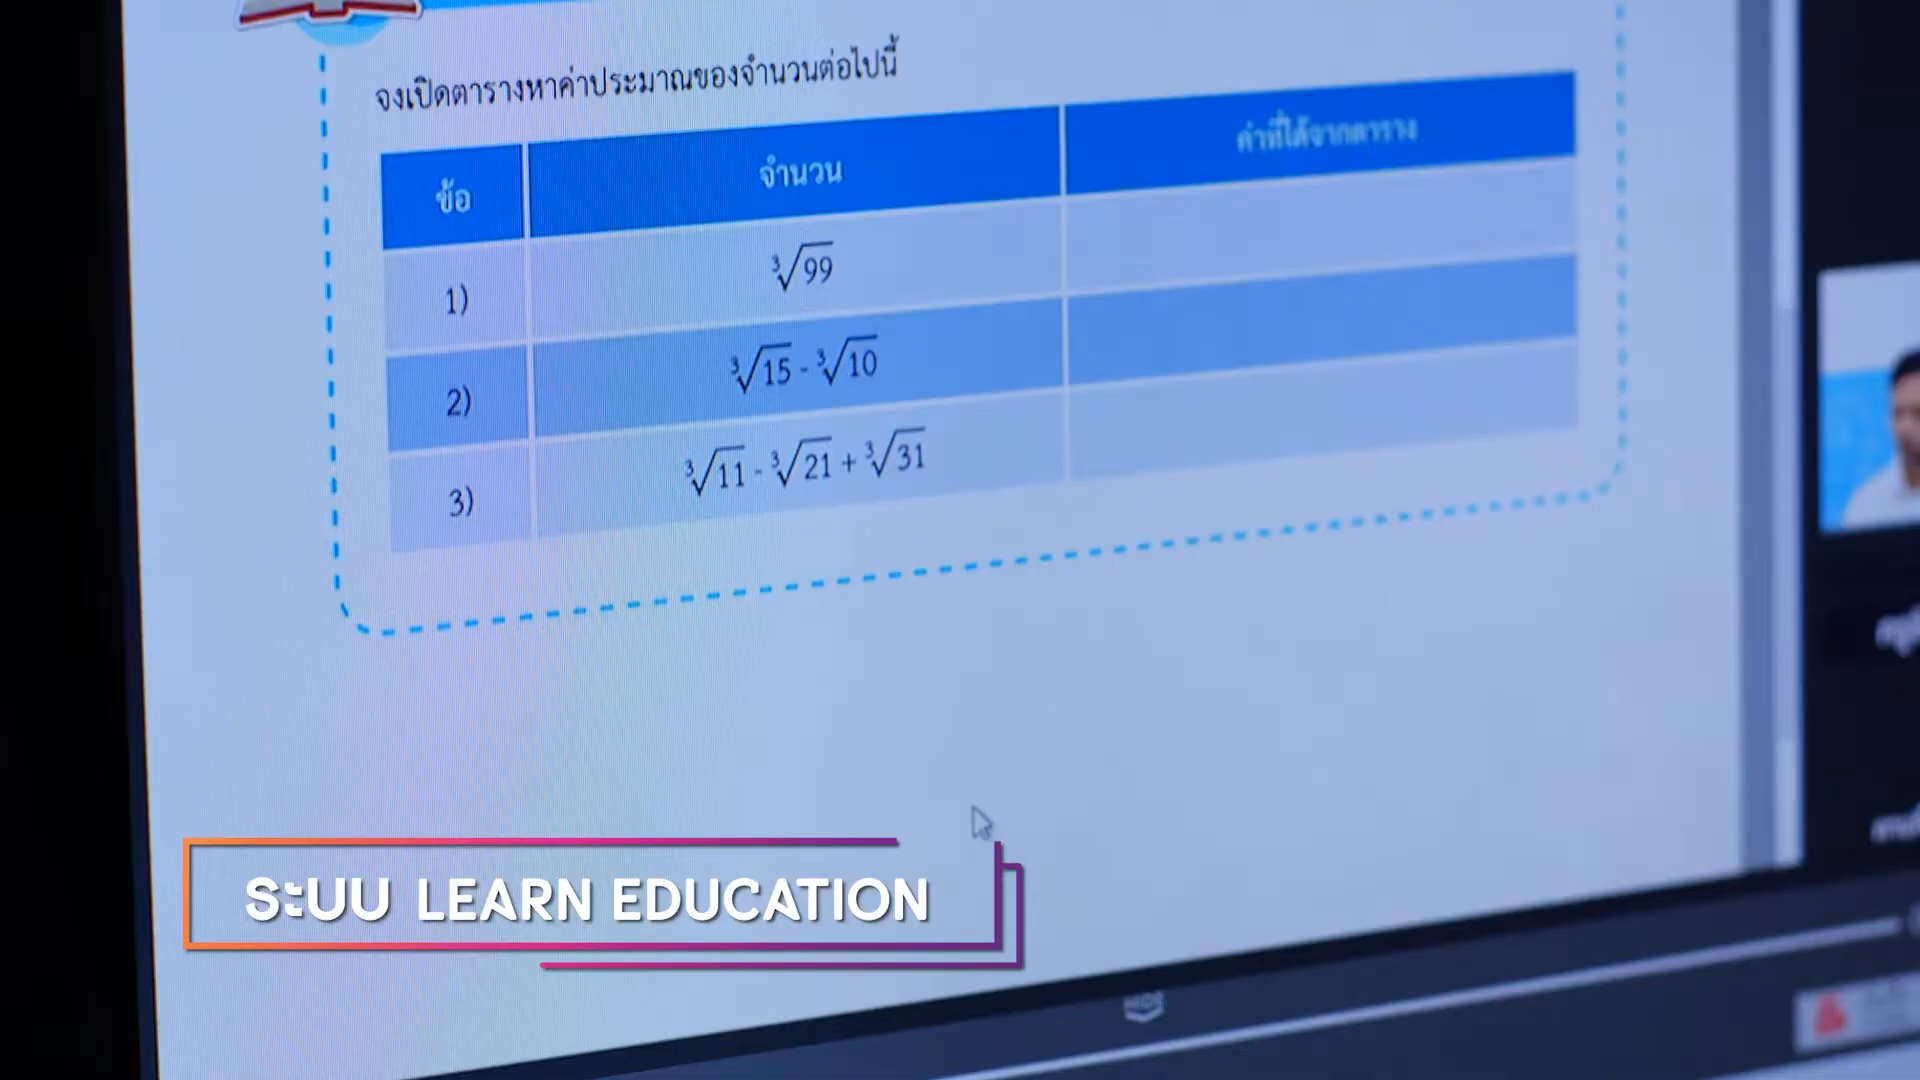 จงเปิดตารางหาค่าประมาณของจำนวนต่อไปนี้
ข้อ จำนวน ค่าที่ได้จากตาราง
1) ∛99
2) ∛15 - ∛10
3) ∛11 - ∛21 + ∛31
ระบบ LEARN EDUCATION